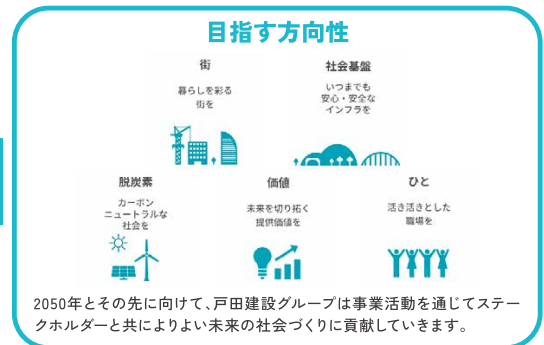 目指す方向性
街
暮らしを彩る
街を
社会基盤
いつまでも
安心・安全な
インフラを
脱炭素
カーボン
ニュートラルな
社会を
価値
未来を切り拓く
提供価値を
ひと
活き活きとした
職場を
2050年とその先に向けて、戸田建設グループは事業活動を通じてステー
クホルダーと共によりよい未来の社会づくりに貢献していきます。